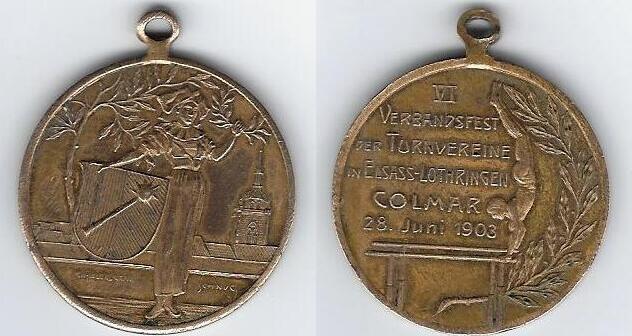 VI
VERBANDSFEST
DER TURNVEREINE
IN ELSASS-LOTHRINGEN
COLMAR
28. Juni 1903